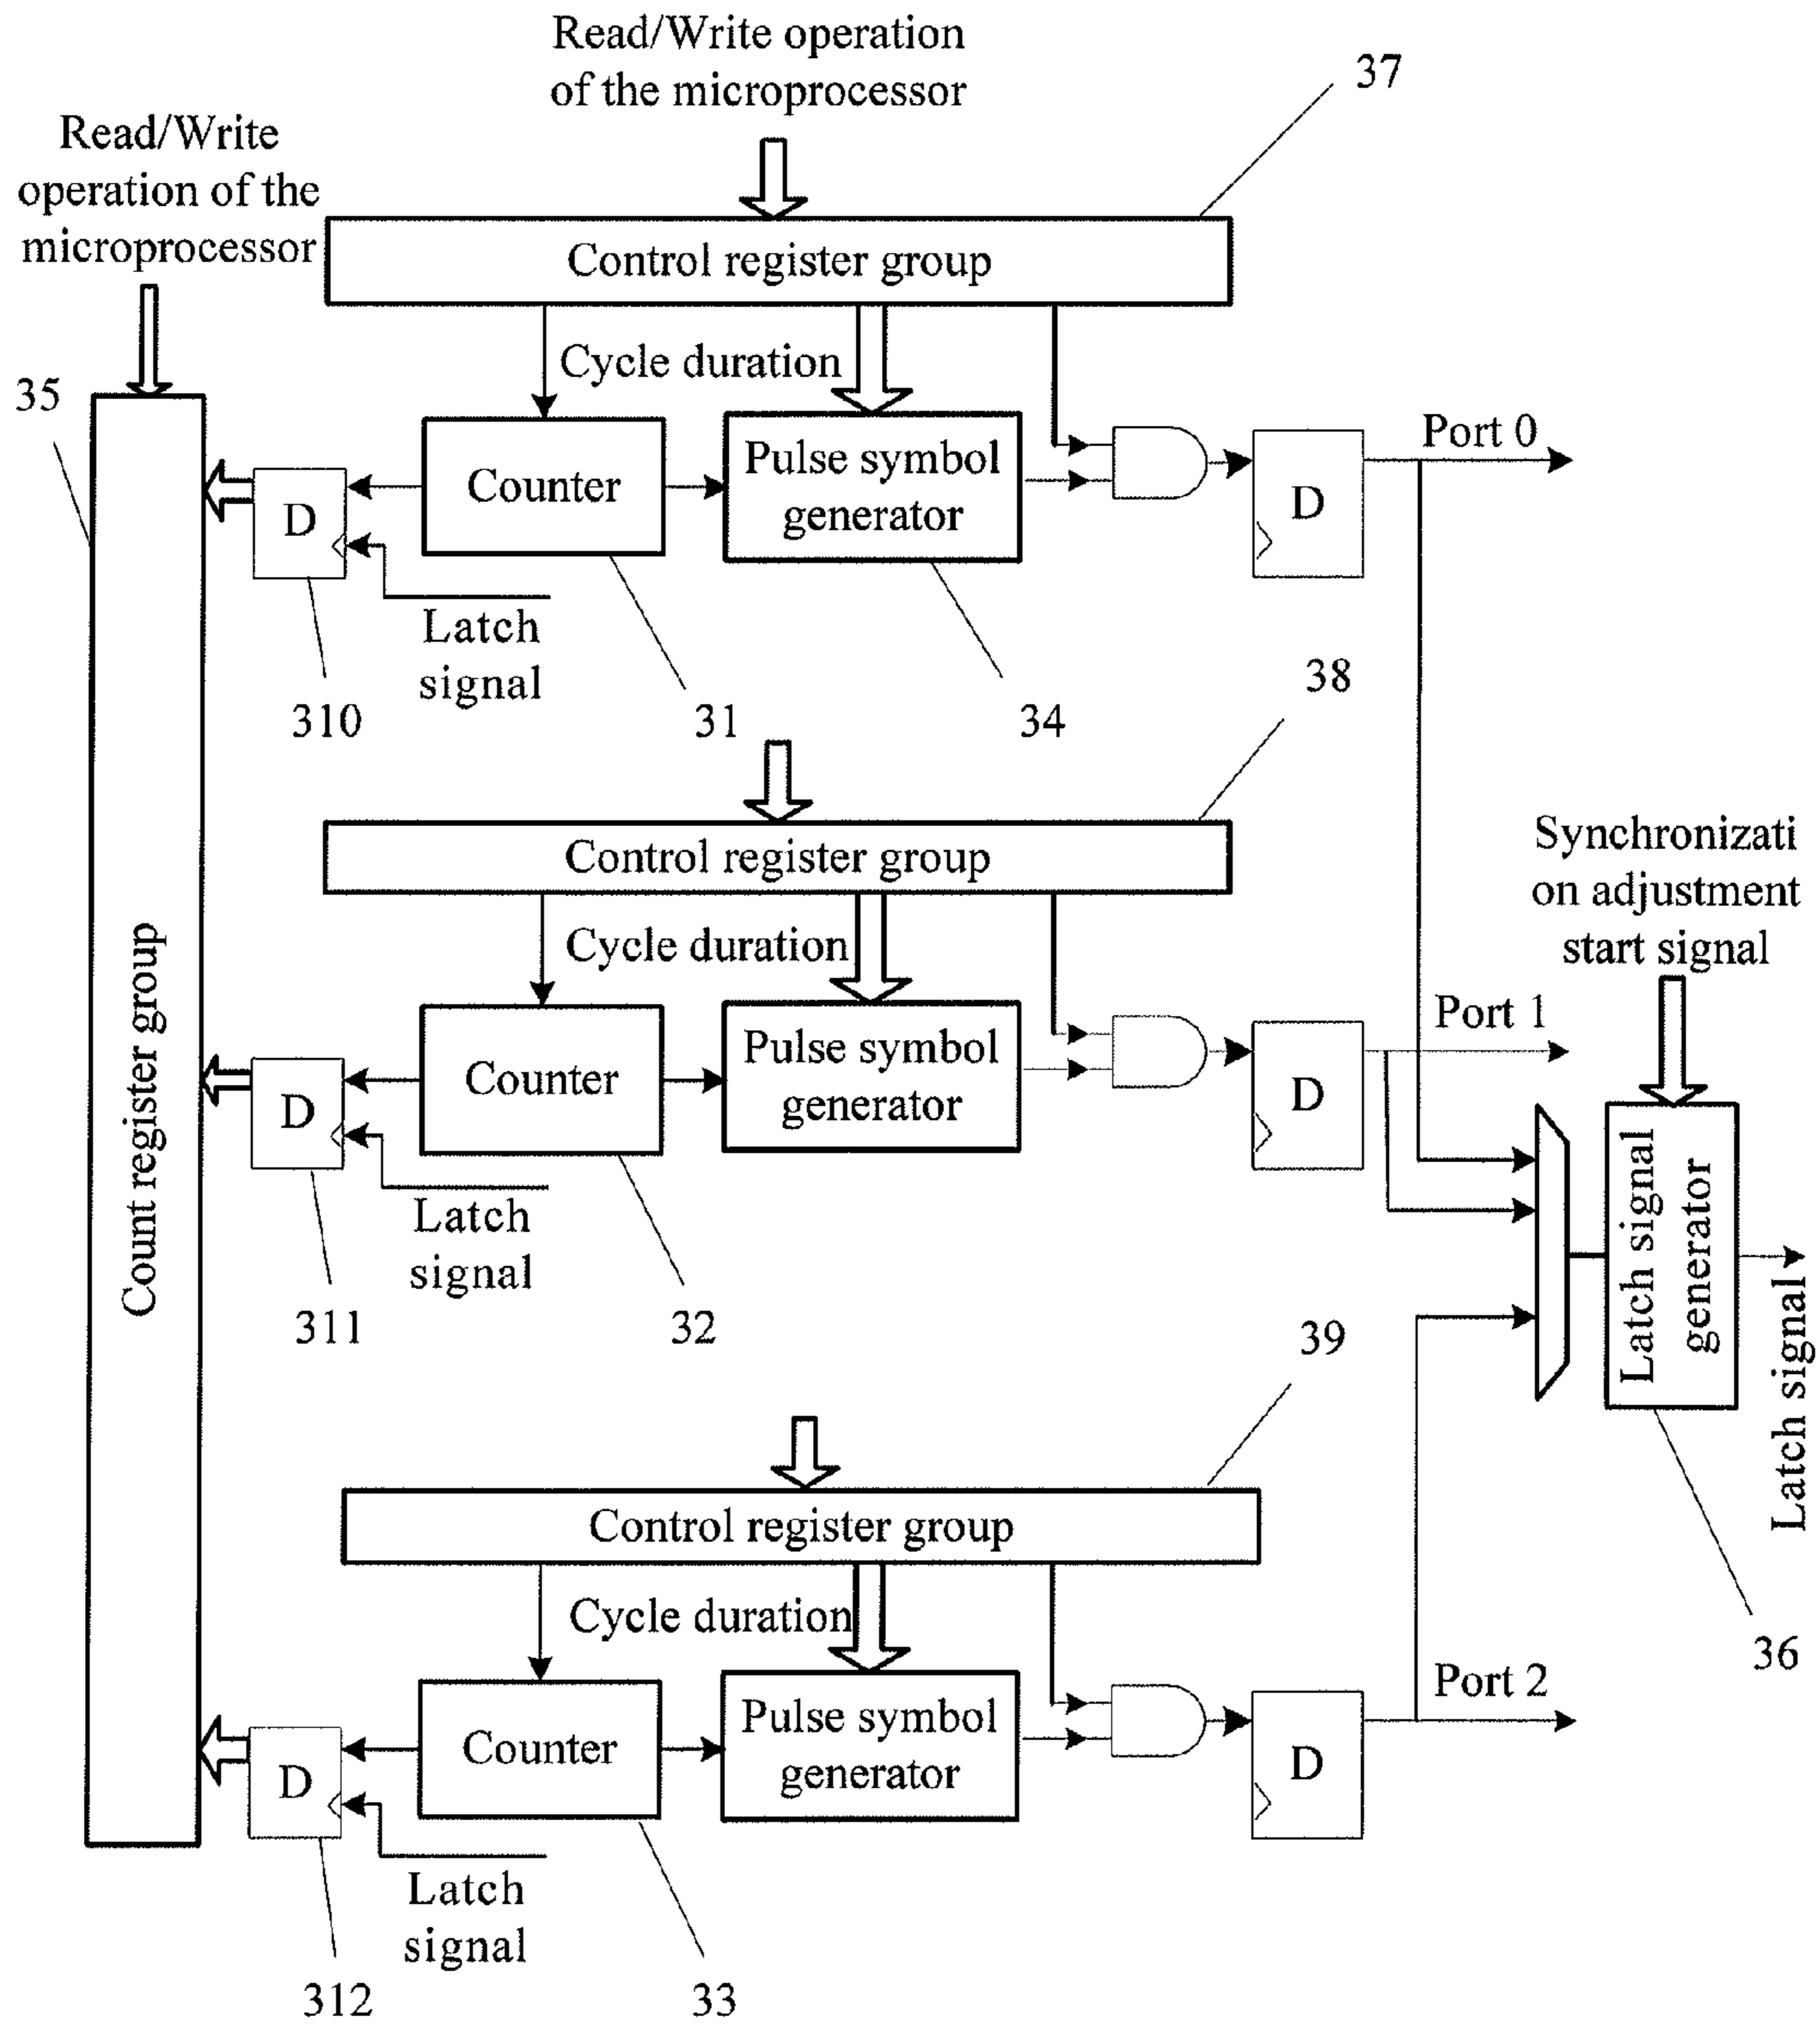 Read/Write operation
of the microprocessor
37
Read/Write
operation of the
microprocessor
Control register group
35
Cycle duration
Port 0
Counter
Pulse symbol
generator
D
D
Latch
signal
310
31
34
38
Control register group
Synchronizati
on adjustment
start signal
Cycle duration
Port 1
Count register group
Counter
Pulse symbol
generator
D
D
Latch
signal
311
32
Latch signal
generator
Latch signal
39
Control register group
Cycle duration
36
Port 2
Counter
Pulse symbol
generator
D
D
Latch
signal
312
33